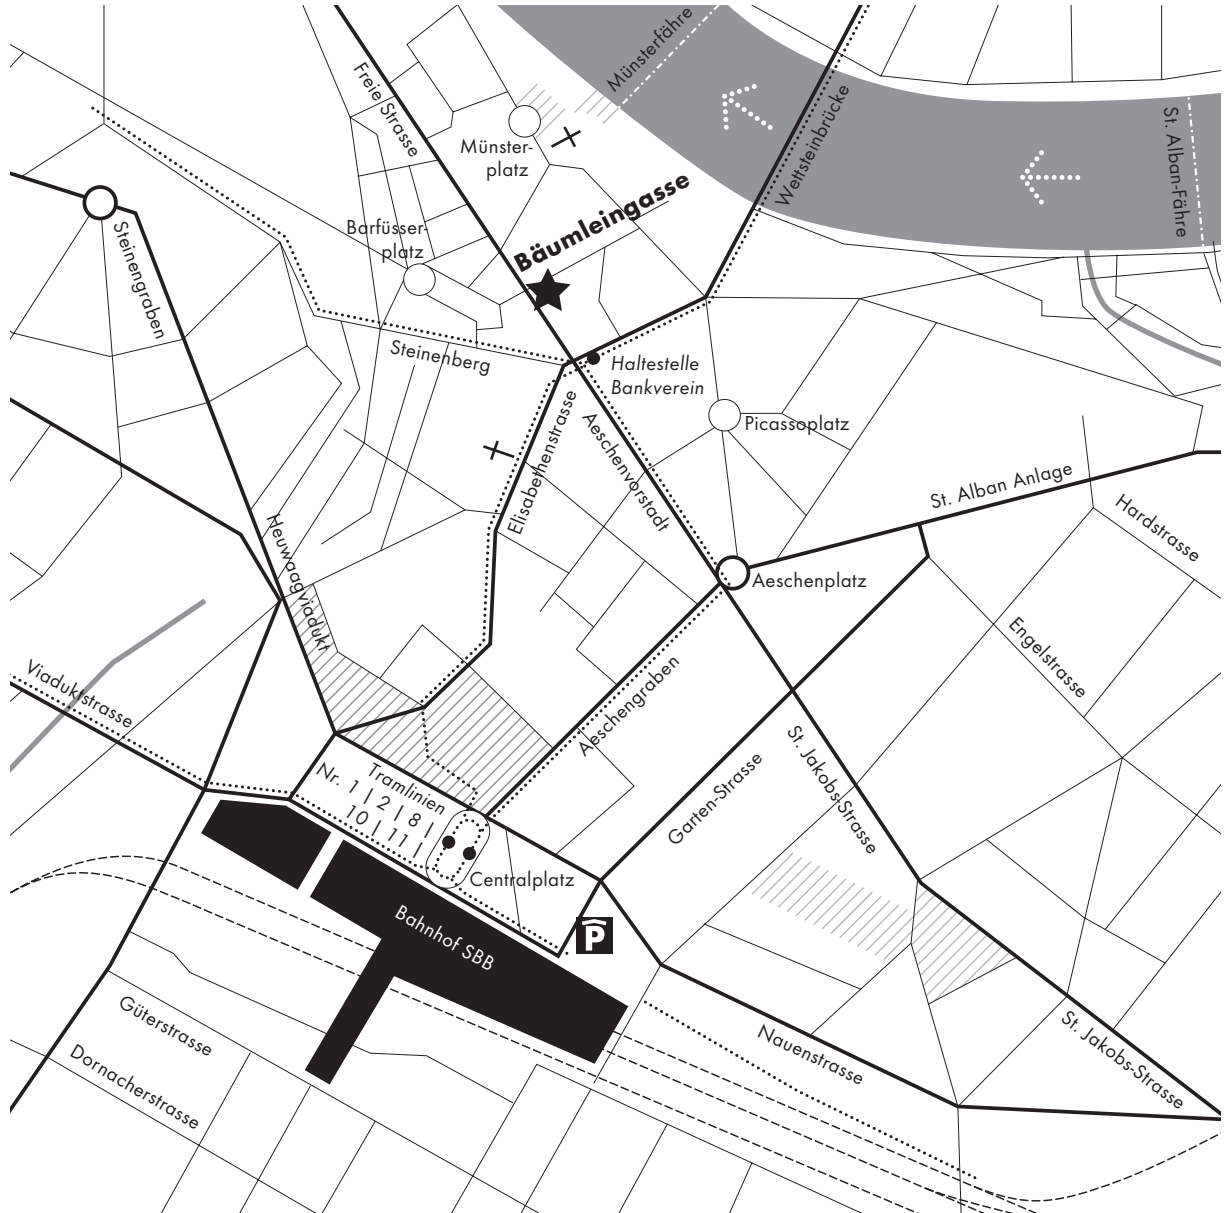 Münsterfähre
Freie Strasse
Wettsteinbrücke
St. Alban-Fähre
Münster-
platz
Bäumleingasse
Barfüsser-
platz
Steinengraben
Steinenberg
Haltestelle
Bankverein
Picassoplatz
Elisabethenstrasse
Aeschenvorstadt
St. Alban Anlage
Hardstrasse
Heuwaagviadukt
Aeschenplatz
Engelstrasse
Viaduktstrasse
Aeschengraben
St. Jakobs-Strasse
Garten-Strasse
Tramlinien
Nr. 1 | 2 | 8 |
10 | 11 |
Centralplatz
Bahnhof SBB
P
Güterstrasse
Dornacherstrasse
Nauenstrasse
St. Jakobs-Strasse